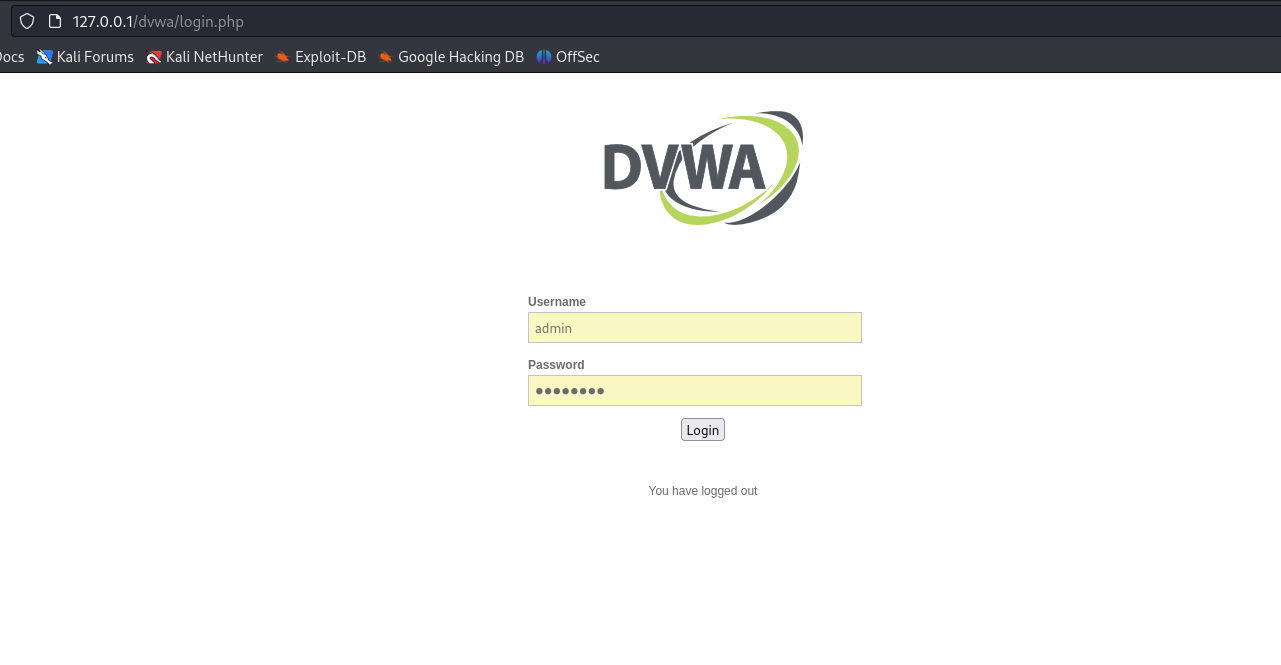 127.0.0.1/dvwa/login.php
Docs Kali Forums Kali NetHunter Exploit-DB Google Hacking DB OffSec
DVWA
Username
admin
Password
Login
You have logged out